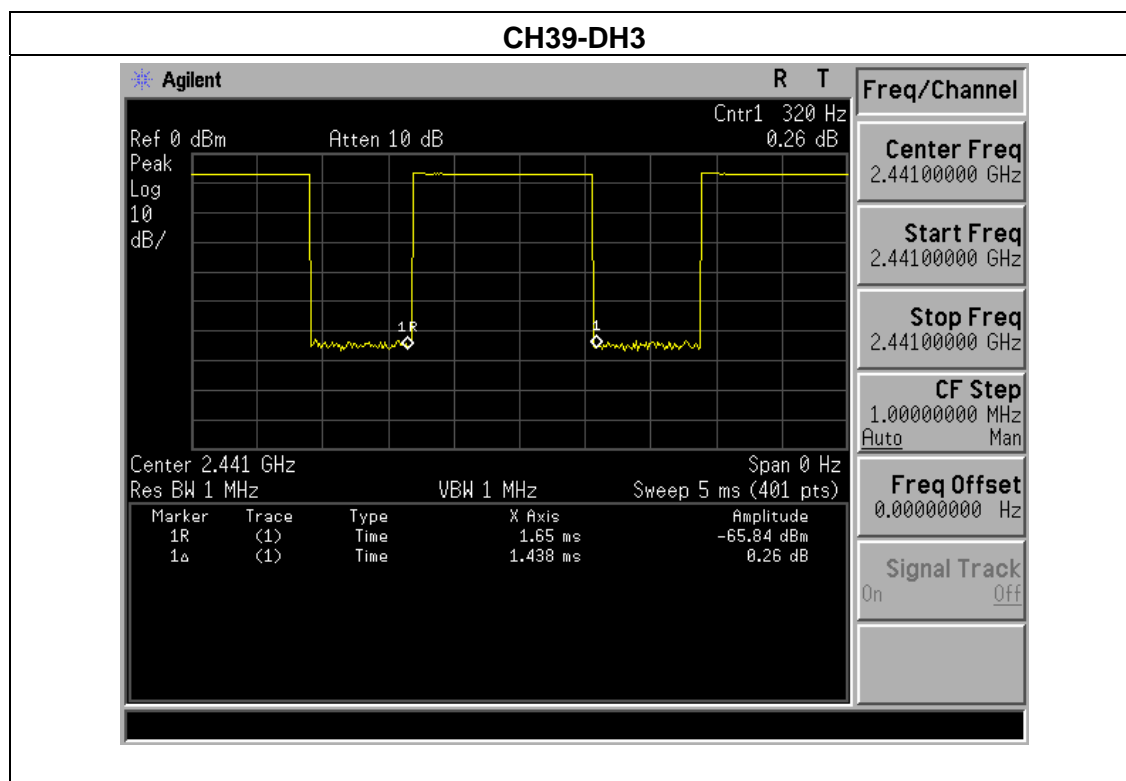 CH39-DH3
Agilent R T
Cntr1 320 Hz
Ref 0 dBm Atten 10 dB 0.26 dB
Peak
Log
10
dB/
1R
1
Center 2.441 GHz Span 0 Hz
Res BW 1 MHz VBW 1 MHz Sweep 5 ms (401 pts)
Marker Trace Type X Axis Amplitude
1R (1) Time 1.65 ms -65.84 dBm
1Δ (1) Time 1.438 ms 0.26 dB
Freq/Channel
Center Freq
2.44100000 GHz
Start Freq
2.44100000 GHz
Stop Freq
2.44100000 GHz
CF Step
1.00000000 MHz
Auto Man
Freq Offset
0.00000000 Hz
Signal Track
On Off